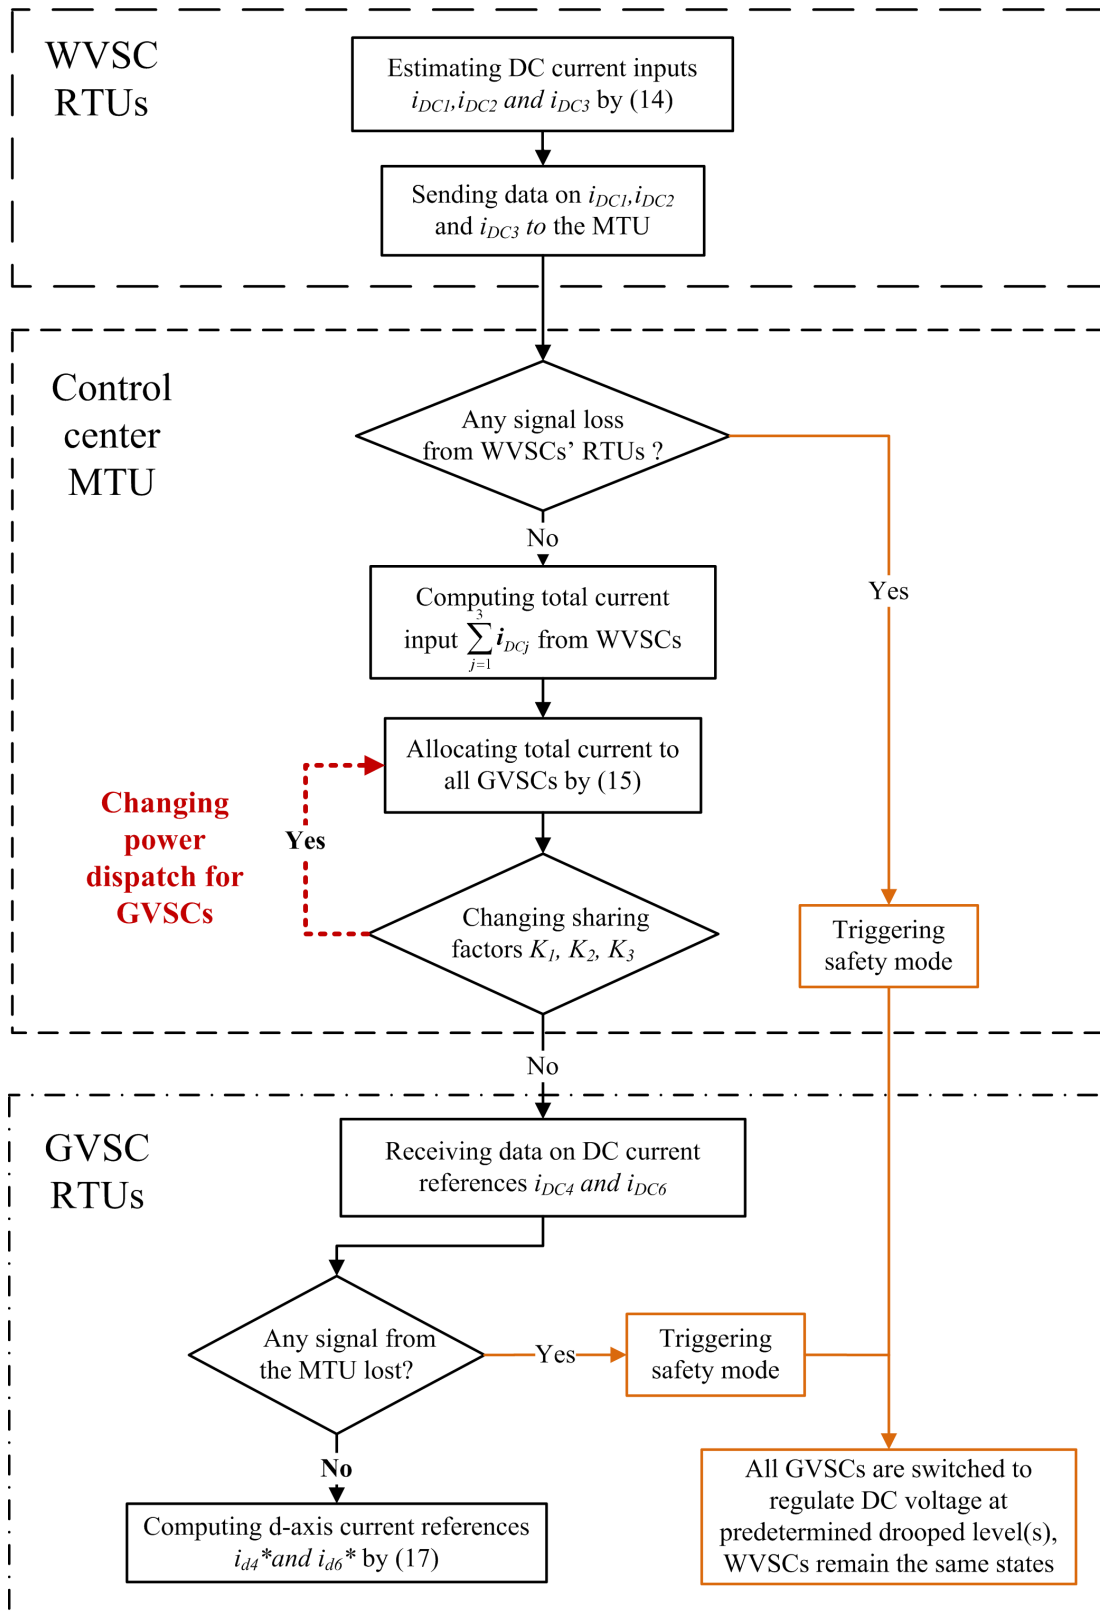 WVSC
RTUs
Estimating DC current inputs
iDC1,iDC2 and iDC3 by (14)
Sending data on iDC1,iDC2
and iDC3 to the MTU
Control
center
MTU
Any signal loss
from WVSCs’ RTUs ?
No
Yes
Computing total current
input ∑_{j=1}^{3} i_{DCj} from WVSCs
Allocating total current to
all GVSCs by (15)
Changing
power
dispatch for
GVSCs
Yes
Changing sharing
factors K1, K2, K3
Triggering
safety mode
No
GVSC
RTUs
Receiving data on DC current
references iDC4 and iDC6
Any signal from
the MTU lost?
Yes
Triggering
safety mode
No
Computing d-axis current references
id4*and id6* by (17)
All GVSCs are switched to
regulate DC voltage at
predetermined drooped level(s),
WVSCs remain the same states